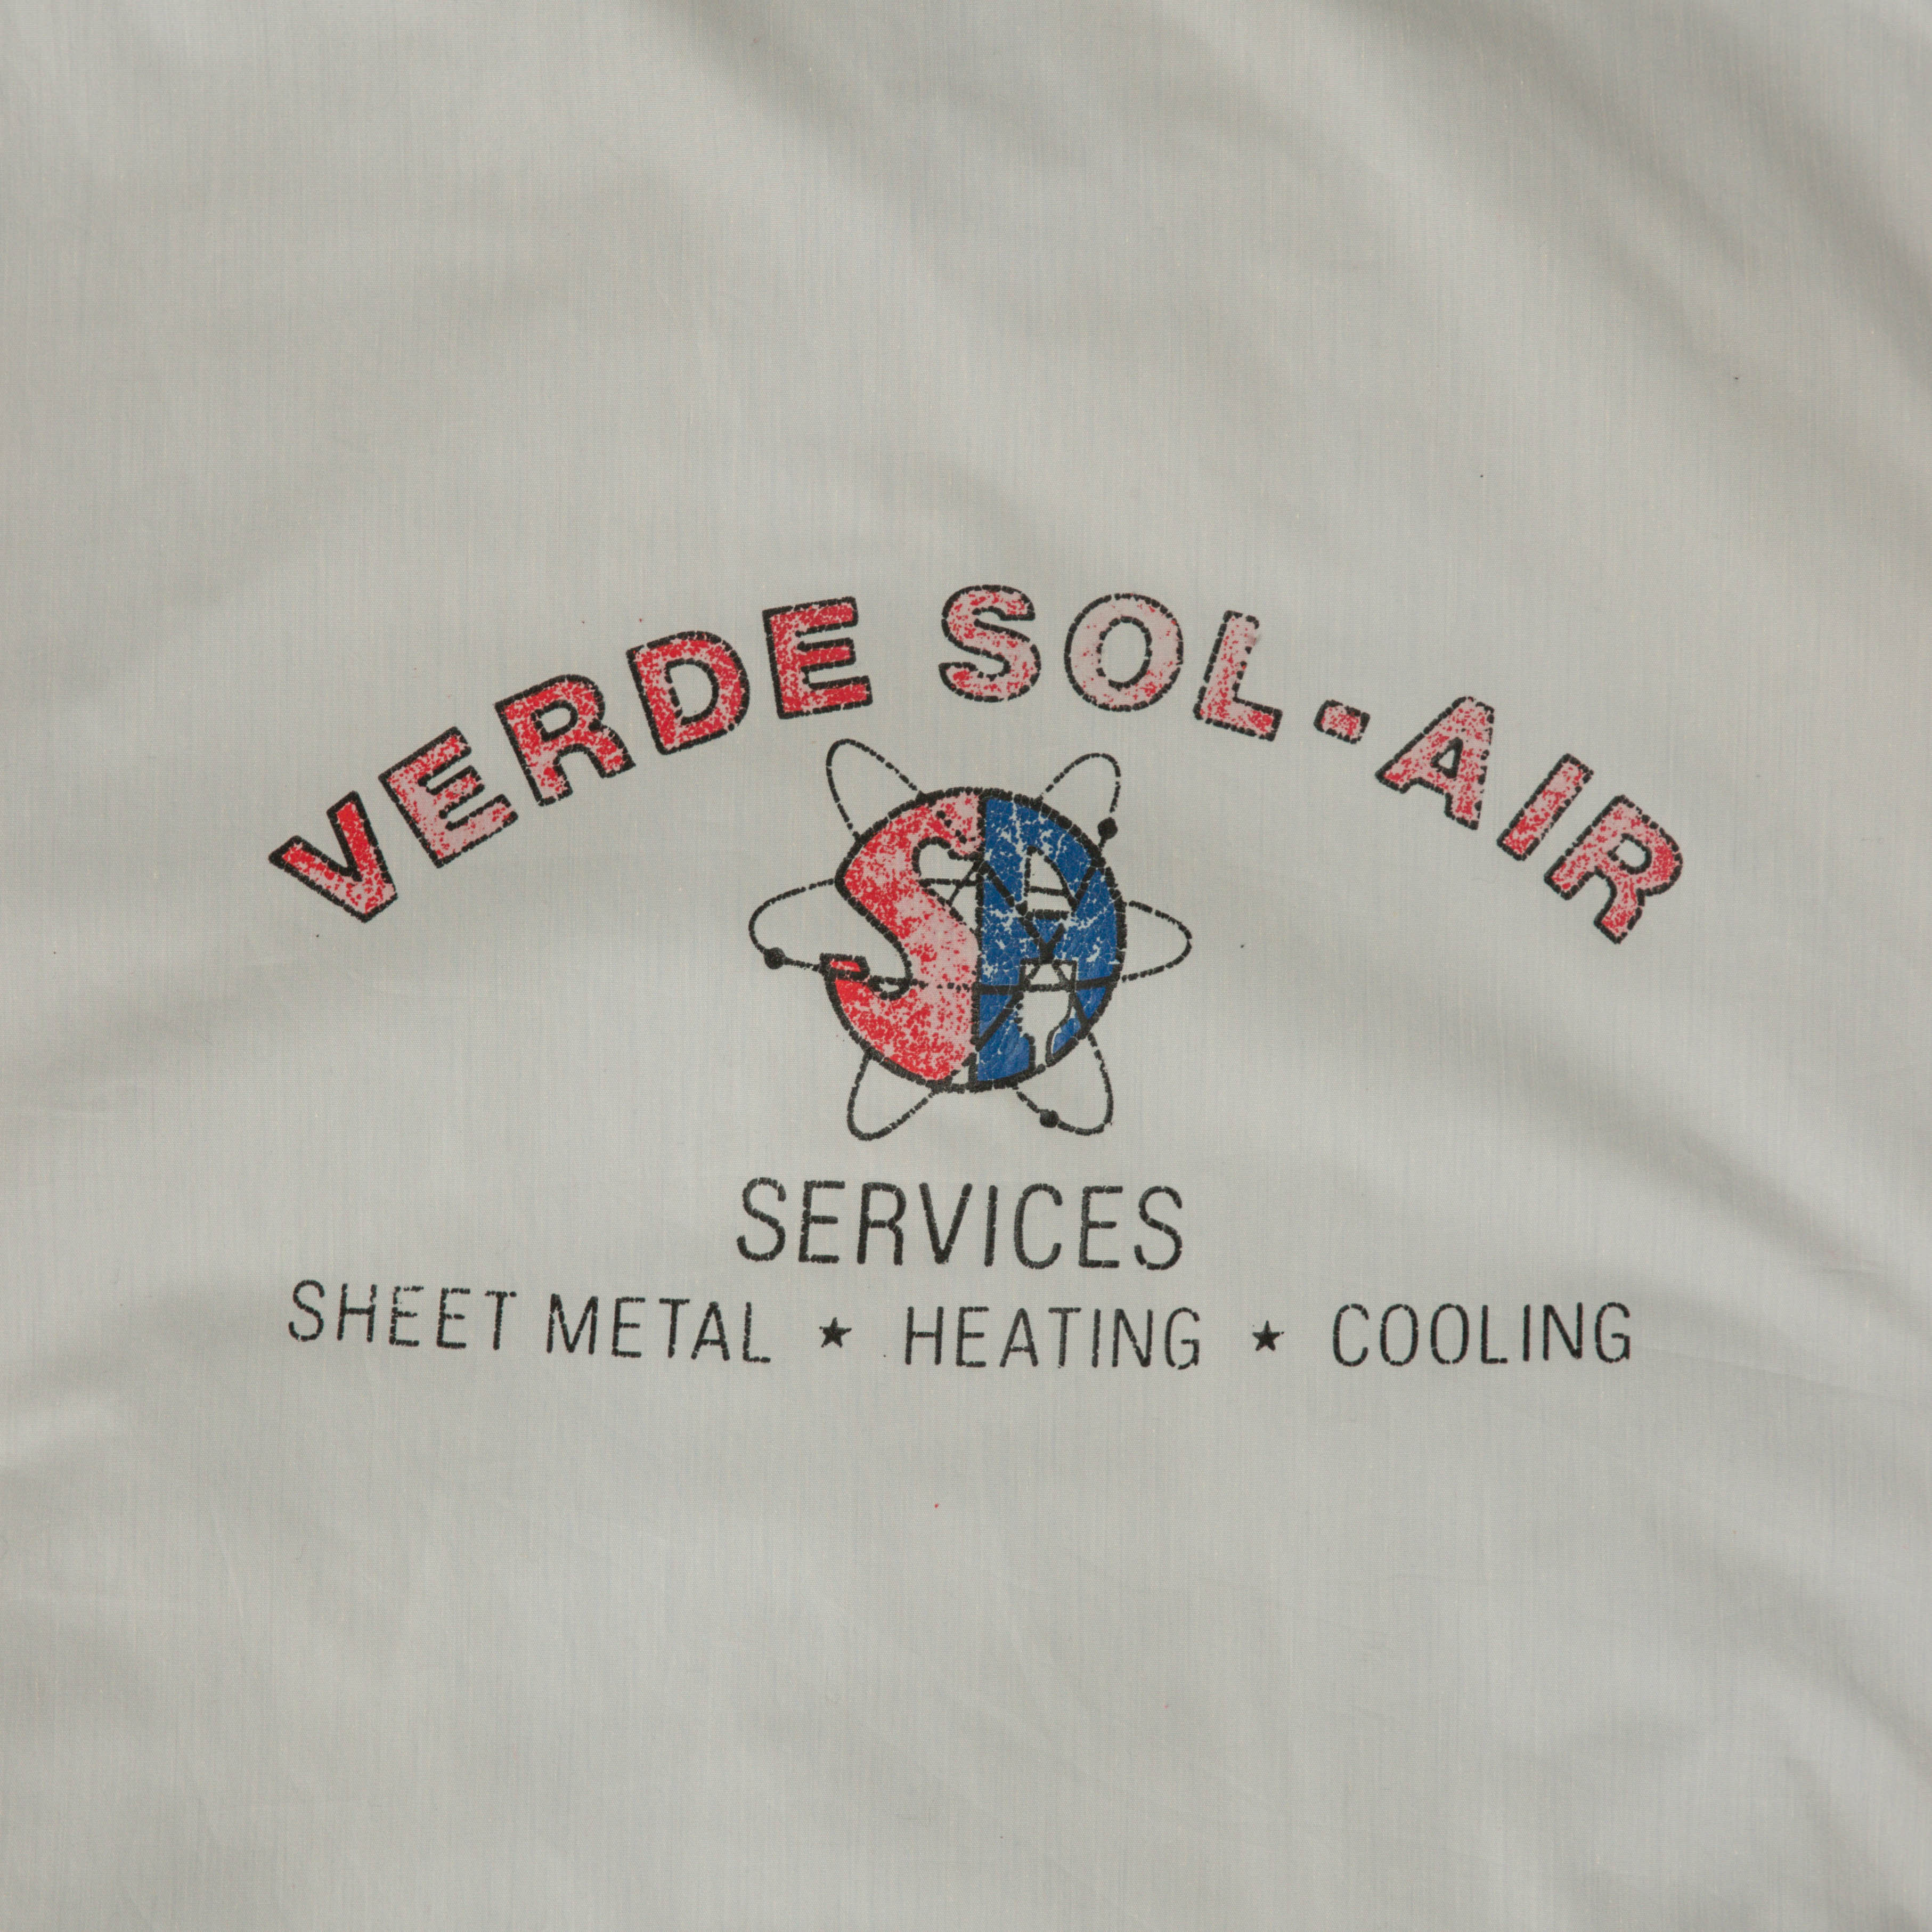 VERDE SOL-AIR
SA
SERVICES
SHEET METAL ★ HEATING ★ COOLING